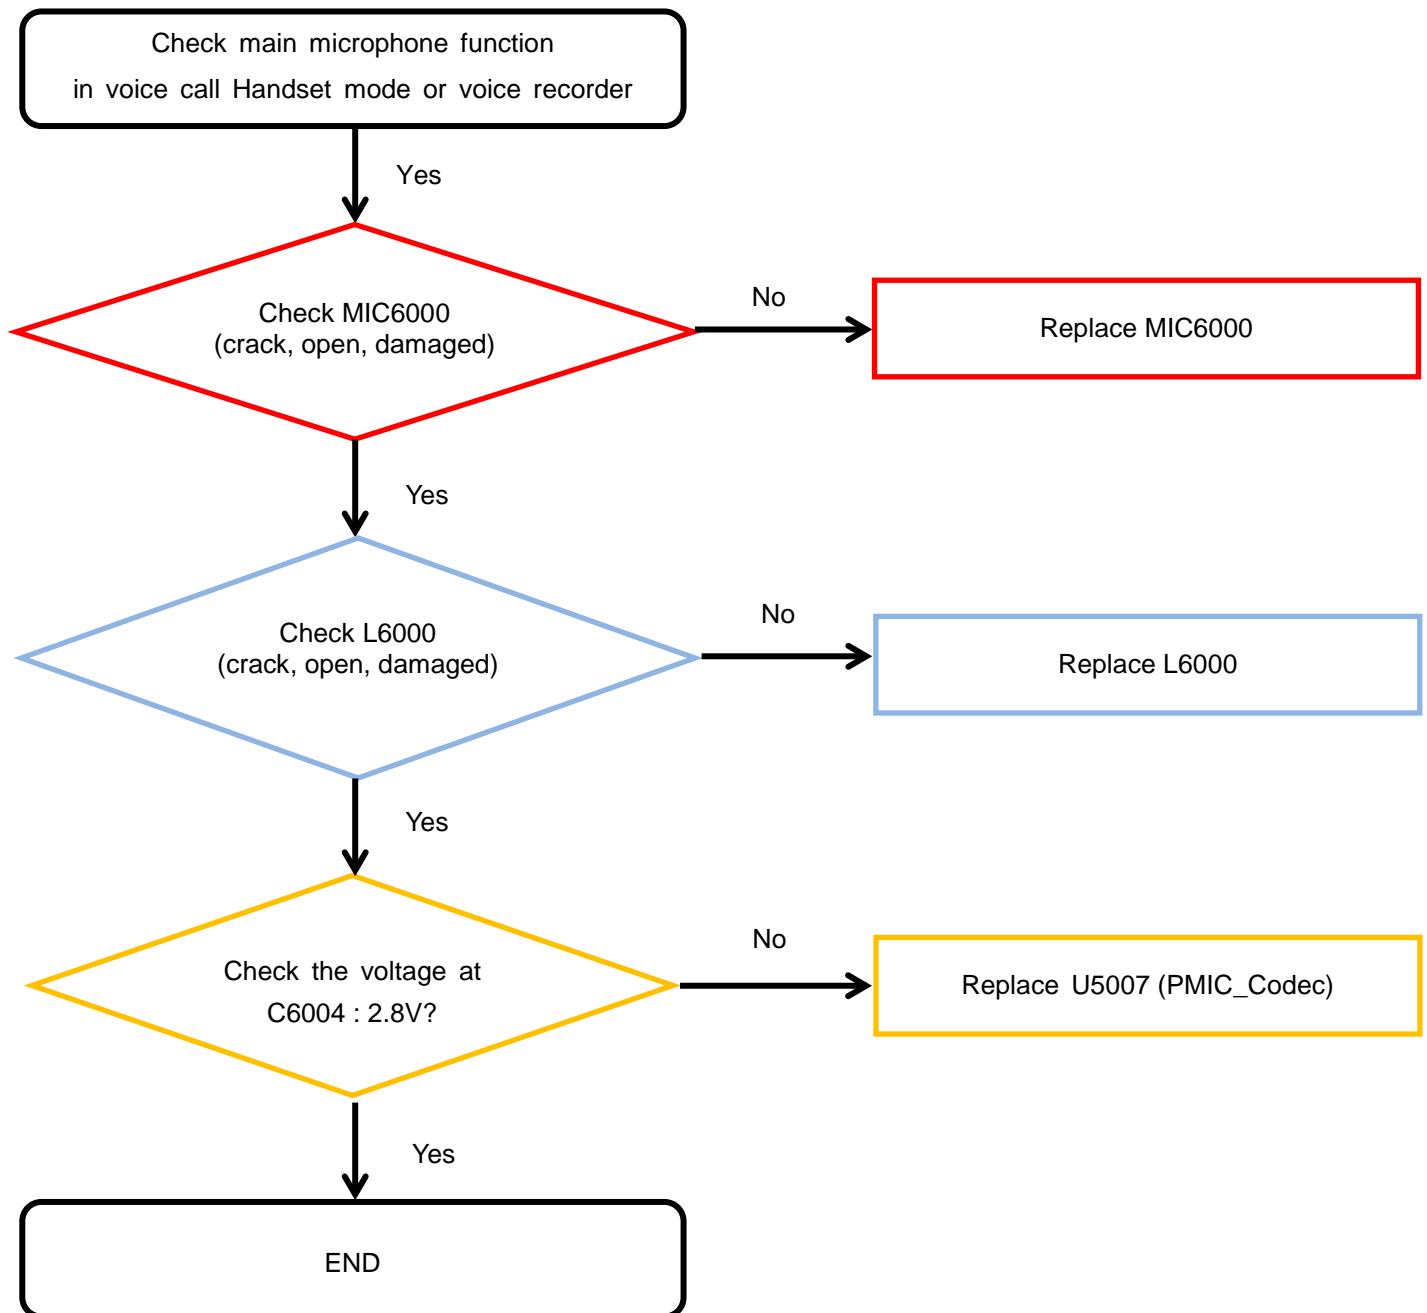 Check main microphone function
in voice call Handset mode or voice recorder
Yes
Check MIC6000
(crack, open, damaged)
No
Replace MIC6000
Yes
Check L6000
(crack, open, damaged)
No
Replace L6000
Yes
Check the voltage at
C6004 : 2.8V?
No
Replace U5007 (PMIC_Codec)
Yes
END